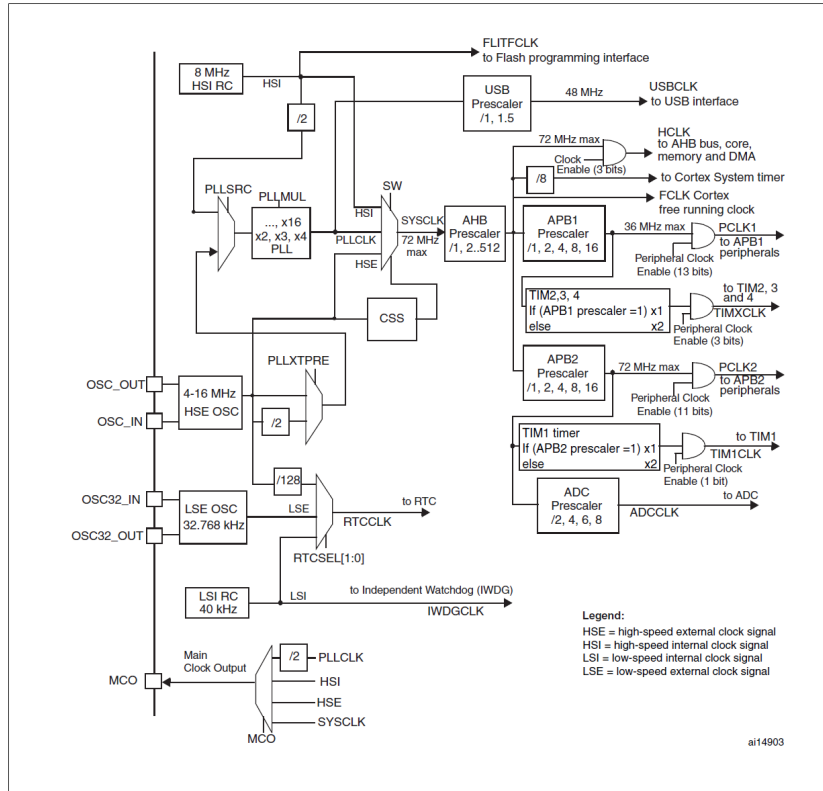 FLITFCLK
to Flash programming interface
8 MHz
HSI RC
HSI
/2
USB
Prescaler
/1, 1.5
48 MHz
USBCLK
to USB interface
72 MHz max
HCLK
to AHB bus, core,
memory and DMA
Clock
Enable (3 bits)
/8
to Cortex System timer
FCLK Cortex
free running clock
PLLSRC
PLLMUL
..., x16
x2, x3, x4
PLL
SW
HSI
PLLCLK
HSE
SYSCLK
72 MHz
max
AHB
Prescaler
/1, 2..512
APB1
Prescaler
/1, 2, 4, 8, 16
36 MHz max
PCLK1
to APB1
peripherals
Peripheral Clock
Enable (13 bits)
TIM2,3, 4
If (APB1 prescaler =1) x1
else x2
to TIM2, 3
and 4
TIMXCLK
Peripheral Clock
Enable (3 bits)
CSS
PLLXTPRE
OSC_OUT
OSC_IN
4-16 MHz
HSE OSC
/2
APB2
Prescaler
/1, 2, 4, 8, 16
72 MHz max
PCLK2
to APB2
peripherals
Peripheral Clock
Enable (11 bits)
TIM1 timer
If (APB2 prescaler =1) x1
else x2
to TIM1
TIM1CLK
Peripheral Clock
Enable (1 bit)
/128
OSC32_IN
OSC32_OUT
LSE OSC
32.768 kHz
LSE
to RTC
RTCCLK
RTCSEL[1:0]
ADC
Prescaler
/2, 4, 6, 8
to ADC
ADCCLK
LSI RC
40 kHz
LSI
to Independent Watchdog (IWDG)
IWDGCLK
Legend:
HSE = high-speed external clock signal
HSI = high-speed internal clock signal
LSI = low-speed internal clock signal
LSE = low-speed external clock signal
MCO
Main
Clock Output
/2
PLLCLK
HSI
HSE
SYSCLK
MCO
ai14903